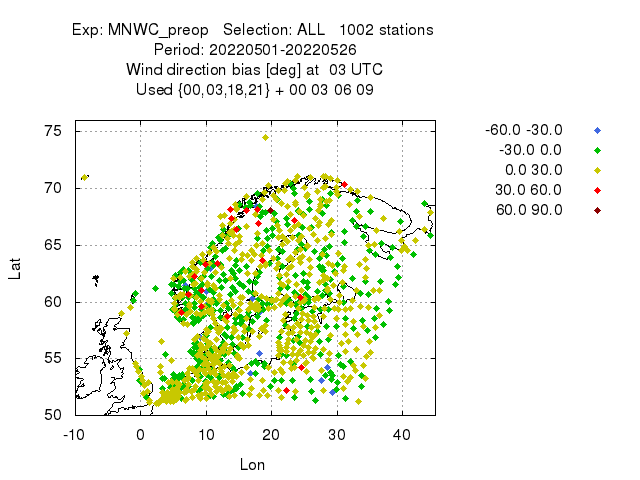 Exp: MNWC_preop   Selection: ALL   1002 stations
Period: 20220501-20220526
Wind direction bias [deg] at  03 UTC
Used {00,03,18,21} + 00 03 06 09
-60.0 -30.0
-30.0 0.0
0.0 30.0
30.0 60.0
60.0 90.0
75
70
65
60
55
50
Lat
-10 0 10 20 30 40
Lon